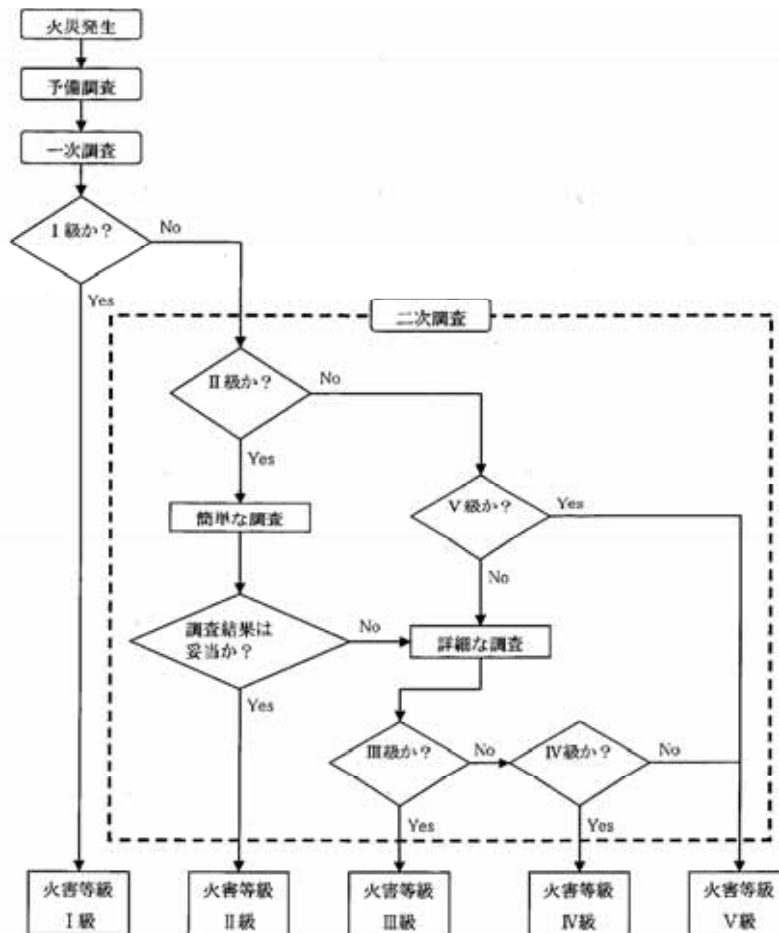 火災発生
予備調査
一次調査
Ⅰ級か？
No
Yes
二次調査
Ⅱ級か？
No
Yes
簡単な調査
Ⅴ級か？
Yes
No
調査結果は
妥当か？
No
詳細な調査
Yes
Ⅲ級か？
No
Ⅳ級か？
No
Yes
Yes
火害等級
Ⅰ級
火害等級
Ⅱ級
火害等級
Ⅲ級
火害等級
Ⅳ級
火害等級
Ⅴ級